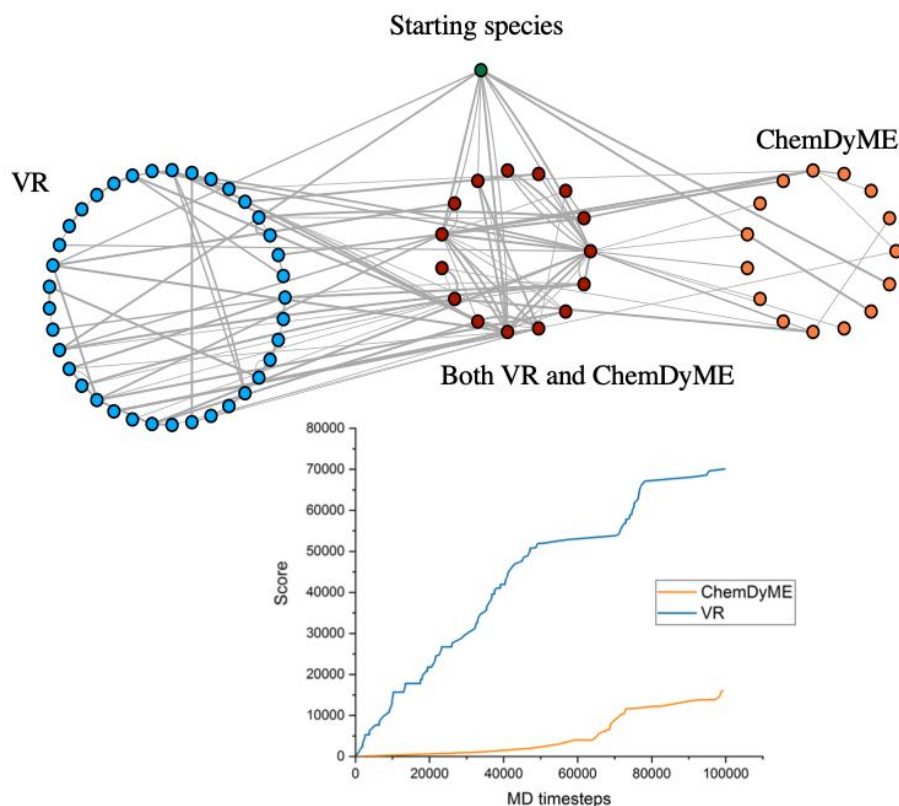 Starting species
VR
ChemDyME
Both VR and ChemDyME
80000
70000
60000
50000
40000
30000
20000
10000
0
Score
ChemDyME
VR
0 20000 40000 60000 80000 100000
MD timesteps